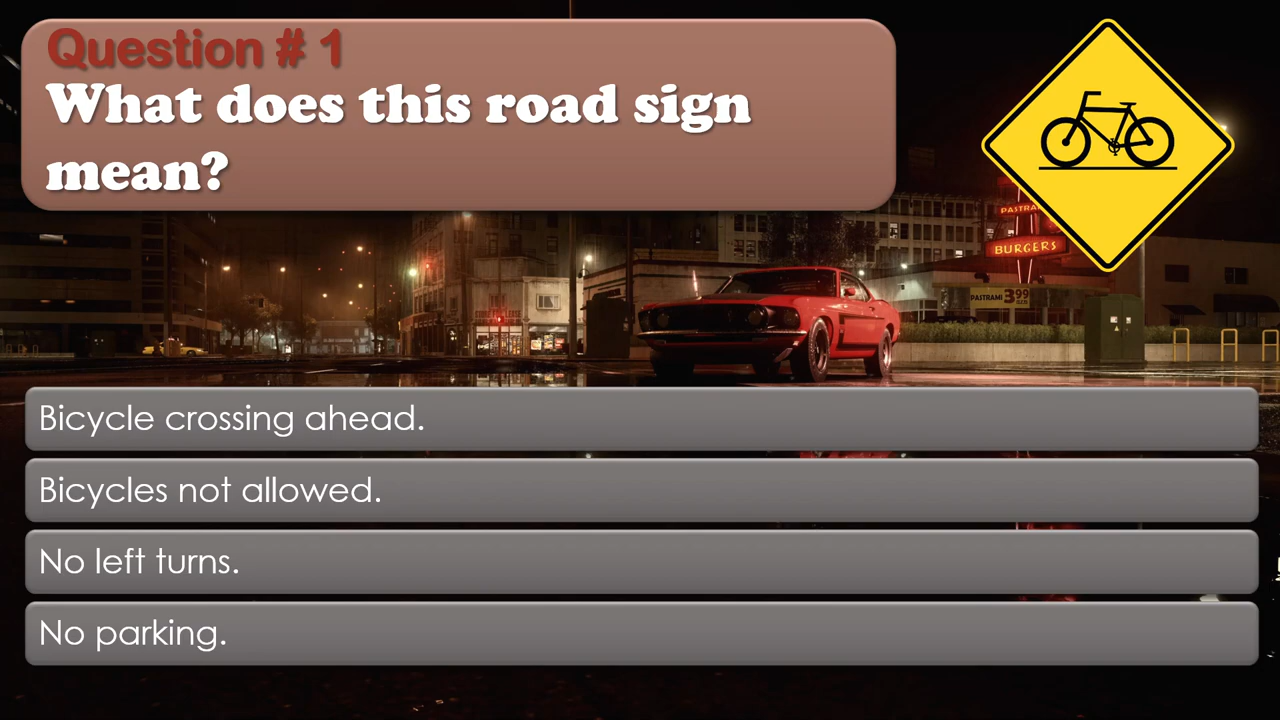 Question # 1
What does this road sign
mean?
BURGERS
PASTRAMI 3.99
Bicycle crossing ahead.
Bicycles not allowed.
No left turns.
No parking.